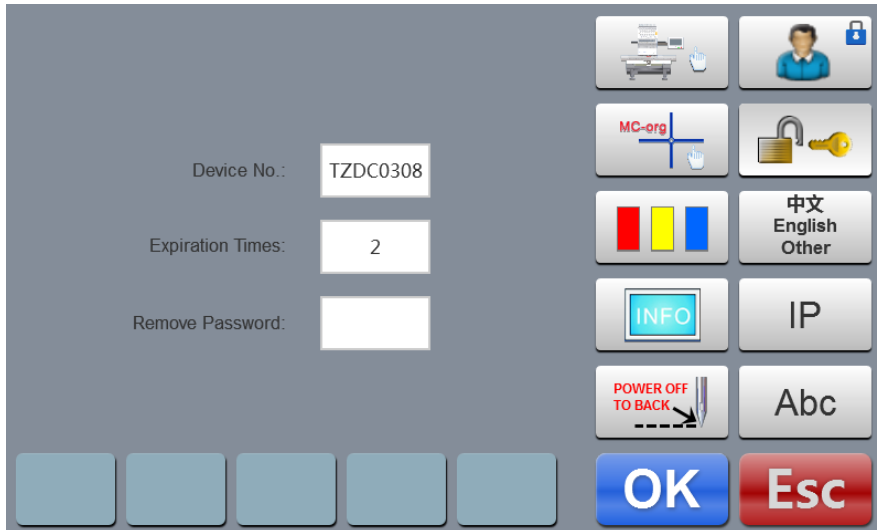 Device No.:
TZDC0308
Expiration Times:
2
Remove Password:
MC-org
中文
English
Other
INFO
IP
POWER OFF
TO BACK
Abc
OK
Esc